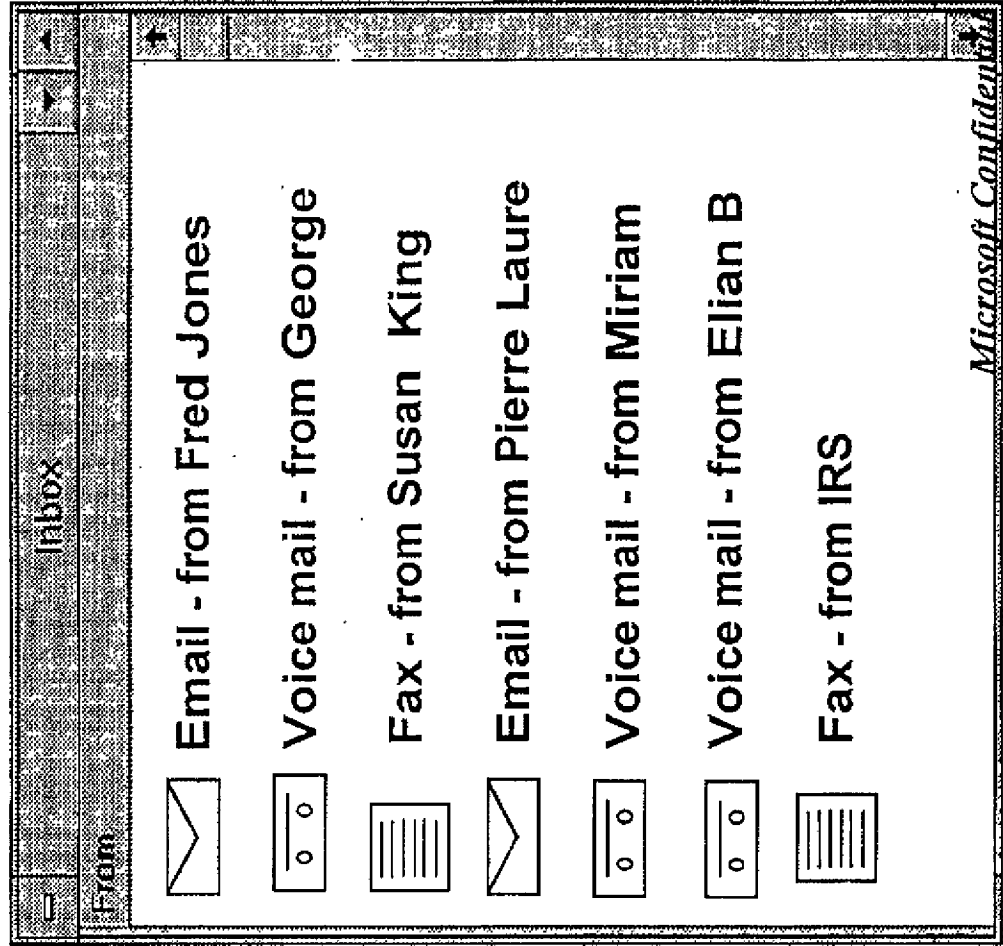 Inbox
From
Email - from Fred Jones
Voice mail - from George
Fax - from Susan King
Email - from Pierre Laure
Voice mail - from Miriam
Voice mail - from Elian B
Fax - from IRS
Microsoft Confidential